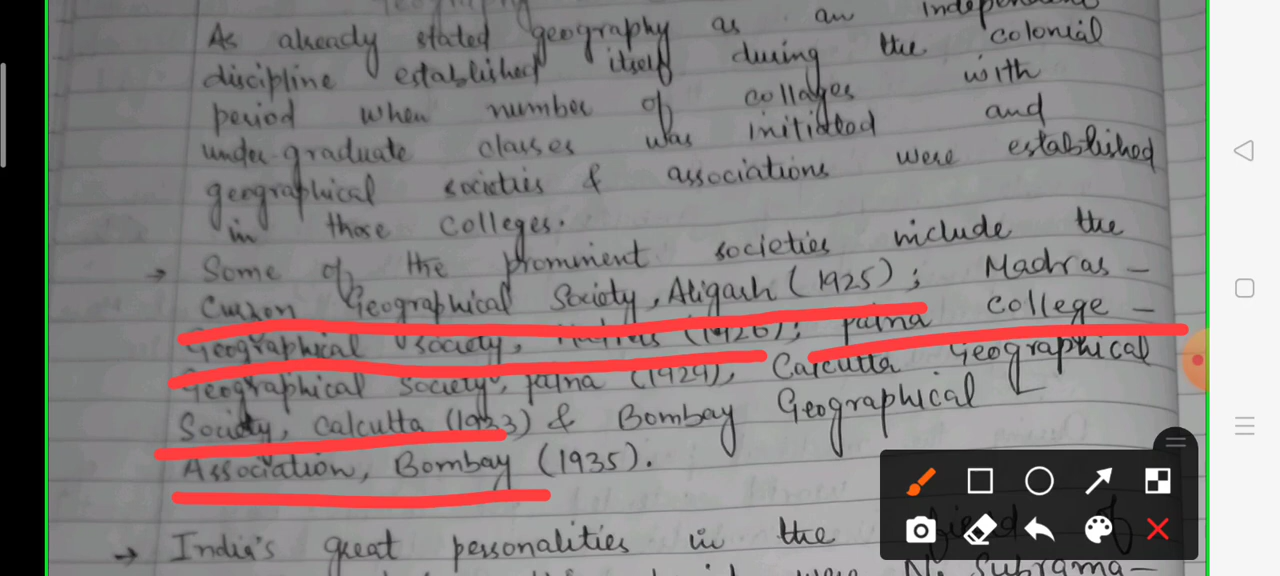 As already stated geography as an independent
discipline established itself during the colonial
period when number of collages with
under graduate classes was initiated and
geographical societies & associations were established
in those colleges.
→ Some of the prominent societies include the
Curzon Geographical Society, Aligarh (1925); Madras -
Geographical society, Madras (1926); patna college -
Geographical society, patna (1929), Calcutta Geographical
Society, Calcutta (1933) & Bombay Geographical
Association, Bombay (1935).
→ India's great personalities in the field of
N. Subrama-